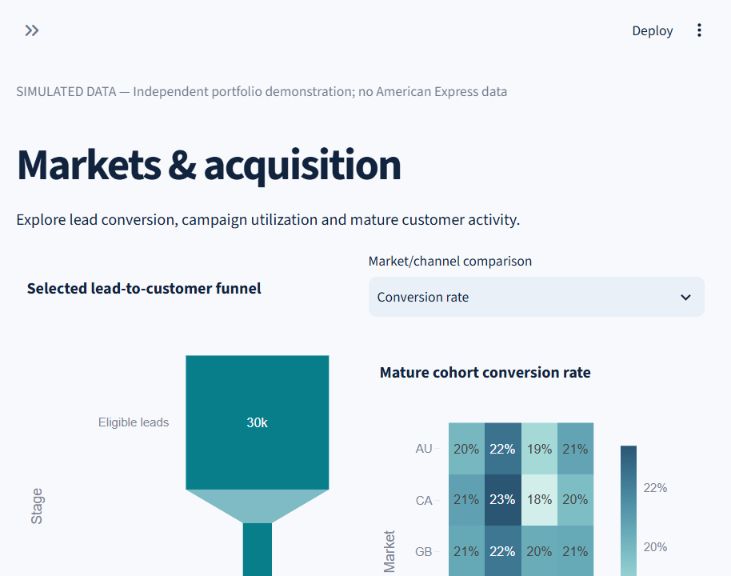 Deploy
SIMULATED DATA — Independent portfolio demonstration; no American Express data
Markets & acquisition
Explore lead conversion, campaign utilization and mature customer activity.
Selected lead-to-customer funnel
Eligible leads
30k
Stage
Market/channel comparison
Conversion rate
Mature cohort conversion rate
AU 20% 22% 19% 21%
CA 21% 23% 18% 20%
GB 21% 22% 20% 21%
Market
22%
20%